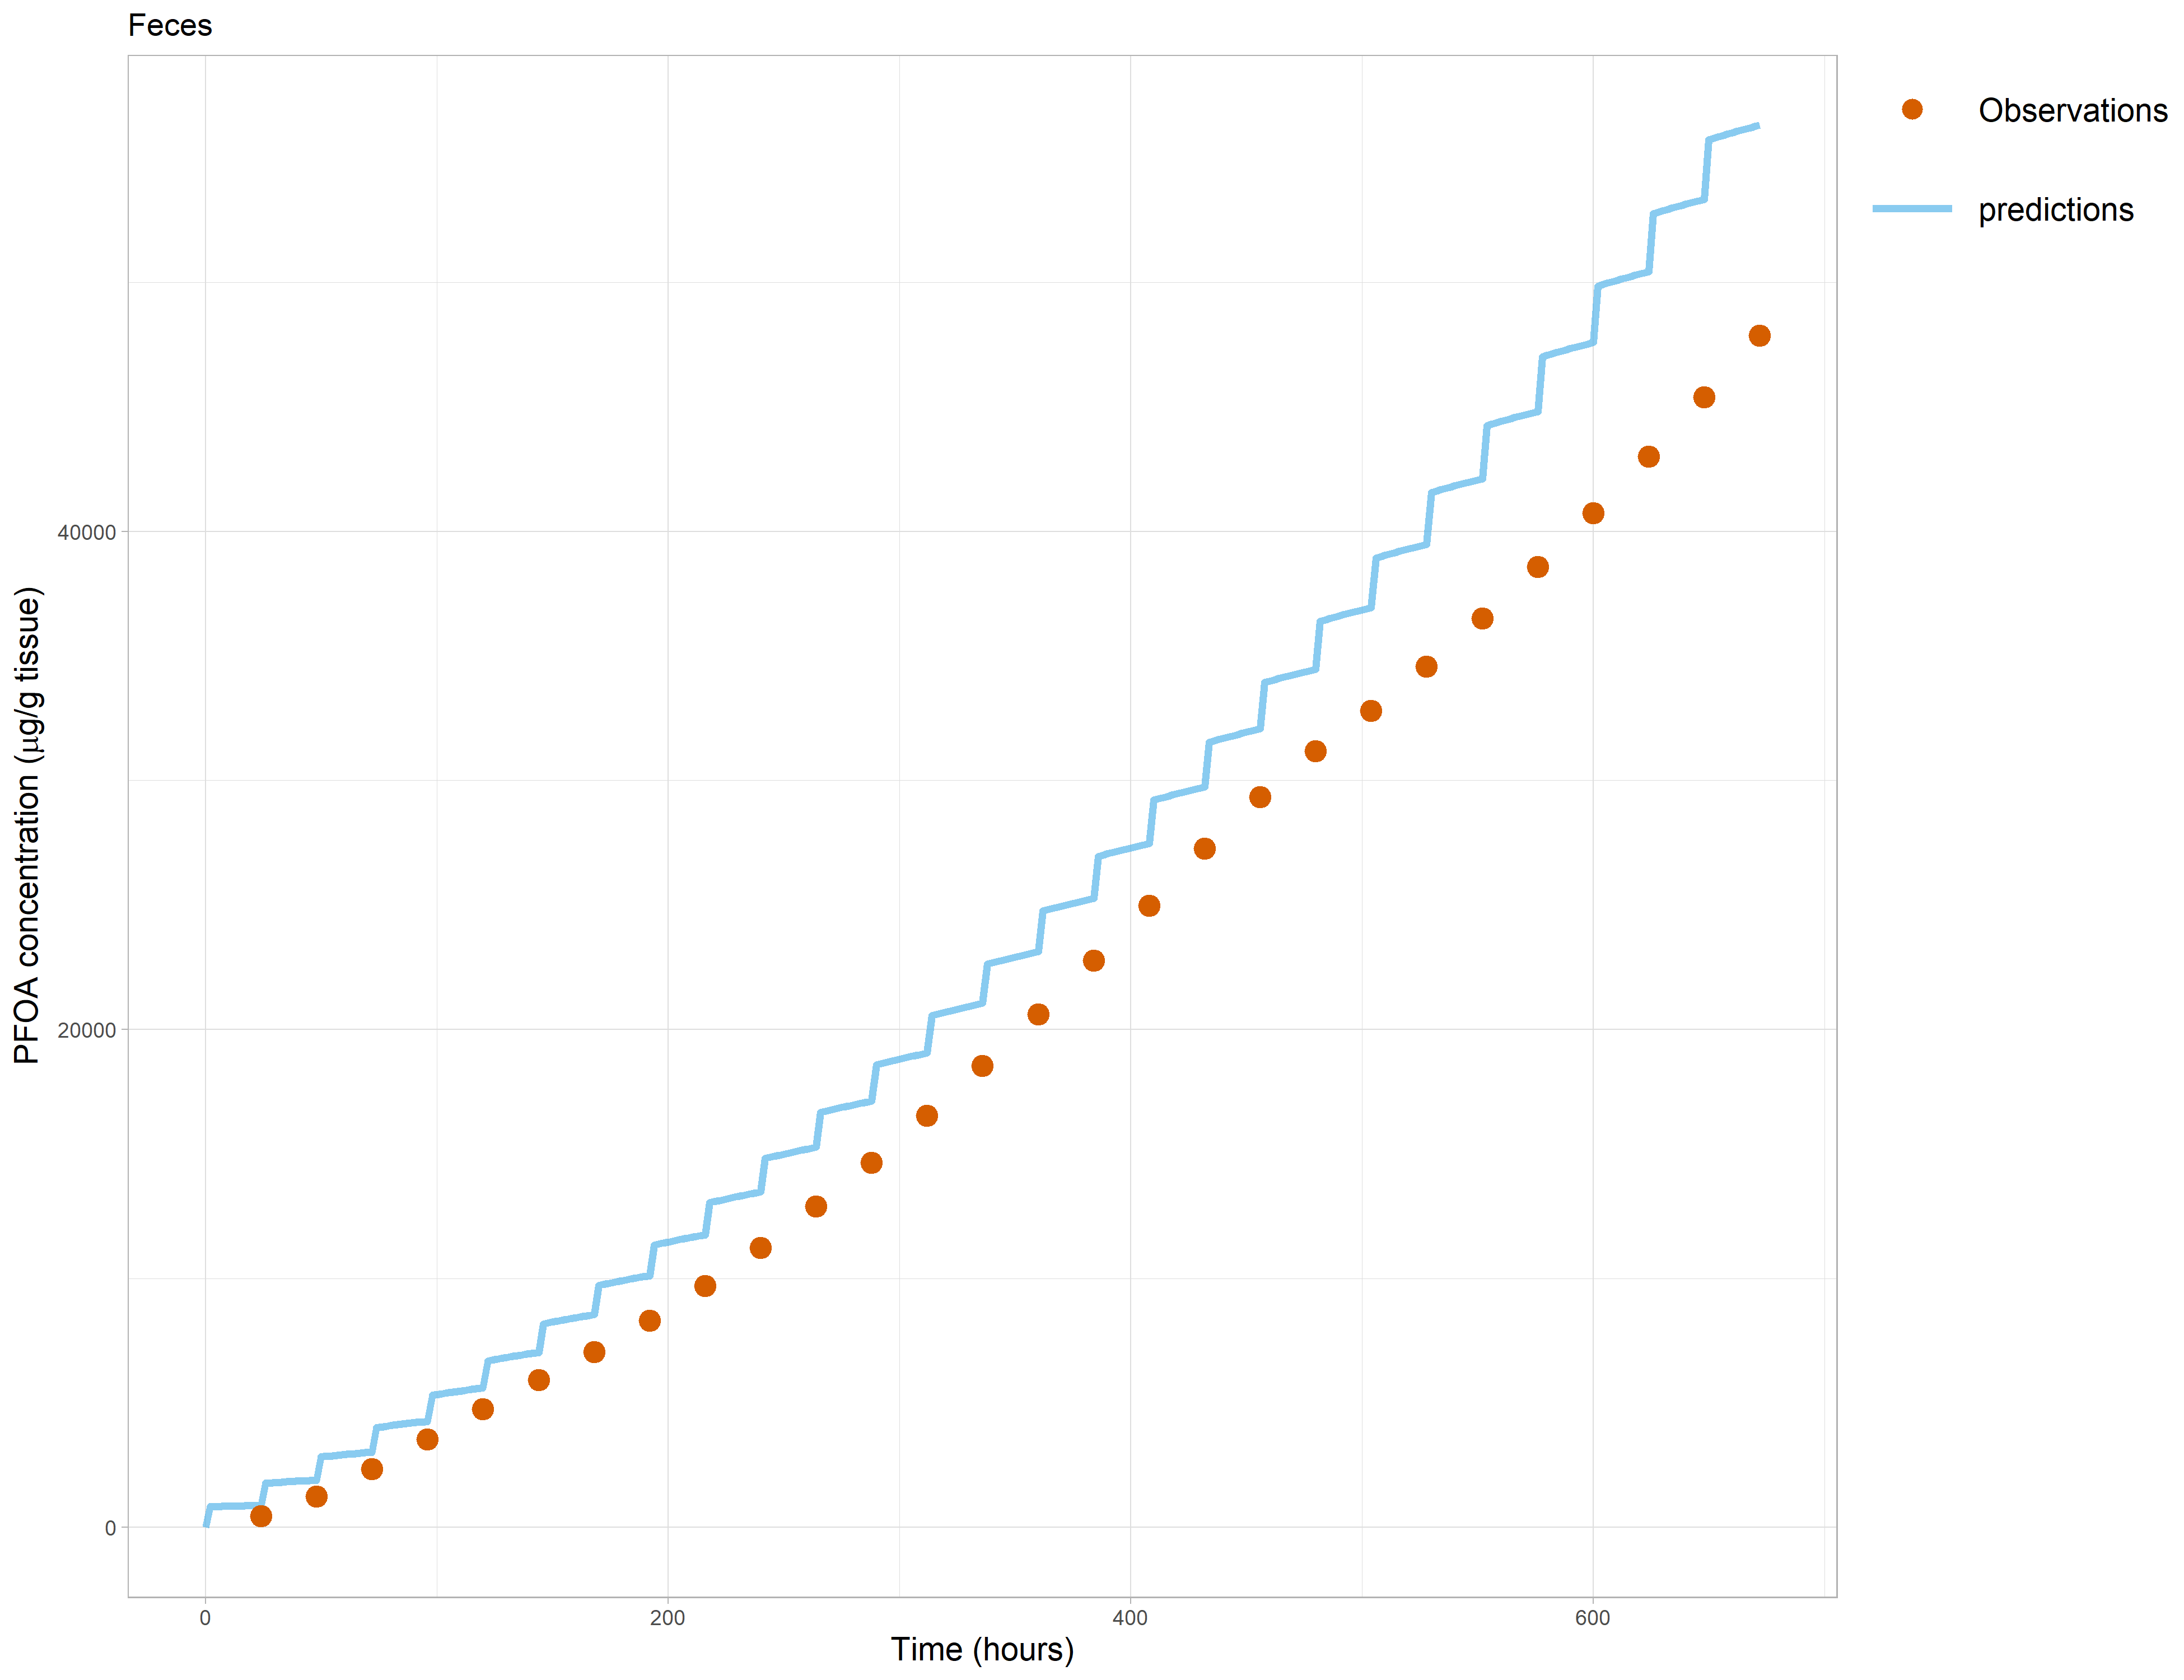 Feces
Observations
predictions
PFOA concentration (μg/g tissue)
40000
20000
0
0 200 400 600
Time (hours)